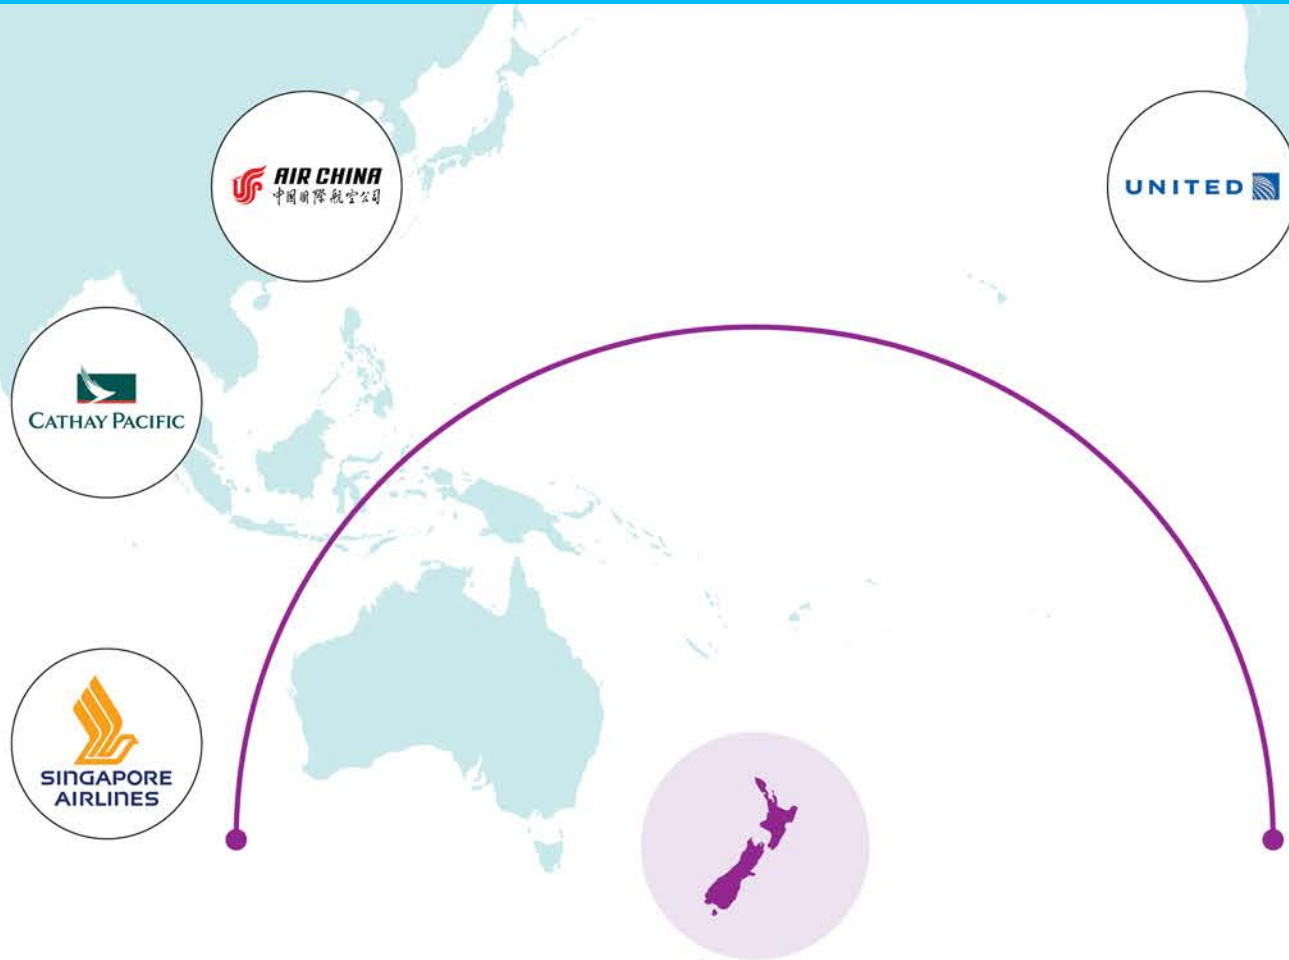 AIR CHINA
中国国际航空公司
UNITED
CATHAY PACIFIC
SINGAPORE
AIRLINES